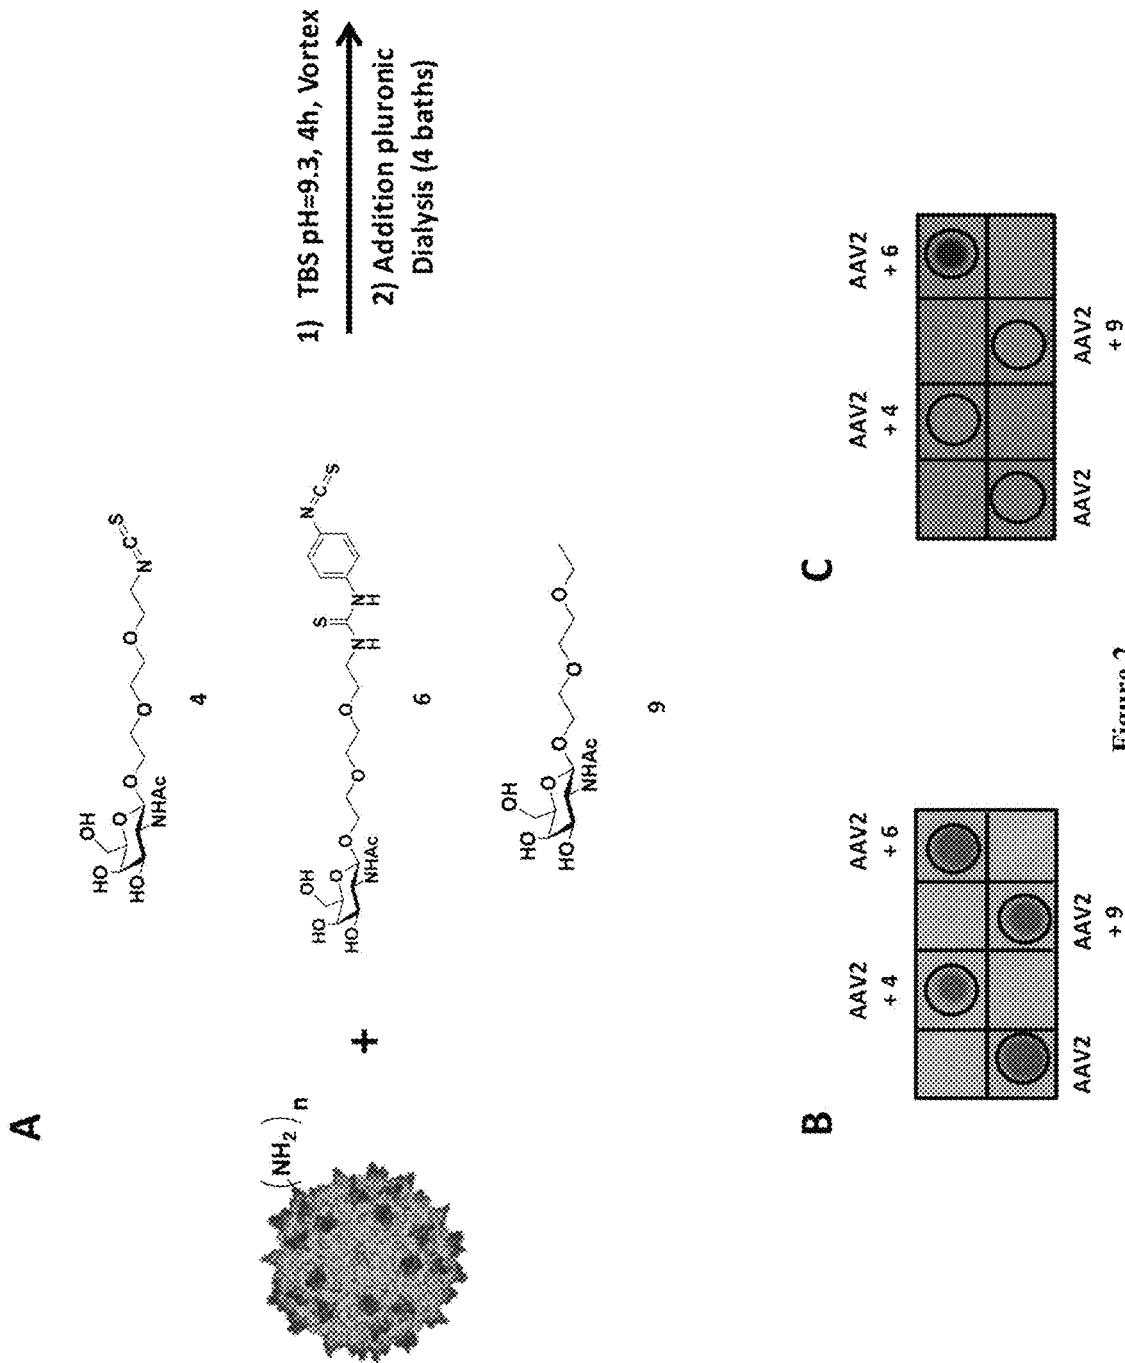 A
(NH2)n
+
HO
OH
HO
O
NHAc
O
O
O
N
C
S
4
HO
OH
HO
O
NHAc
O
O
O
N
H
S
N
H
N
C
S
6
HO
OH
HO
O
NHAc
O
O
O
9
1) TBS pH=9.3, 4h, Vortex
2) Addition pluronic
Dialysis (4 baths)
B
AAV2
+ 4
AAV2
+ 6
AAV2
AAV2
+ 9
C
AAV2
+ 4
AAV2
+ 6
AAV2
AAV2
+ 9
Figure 2